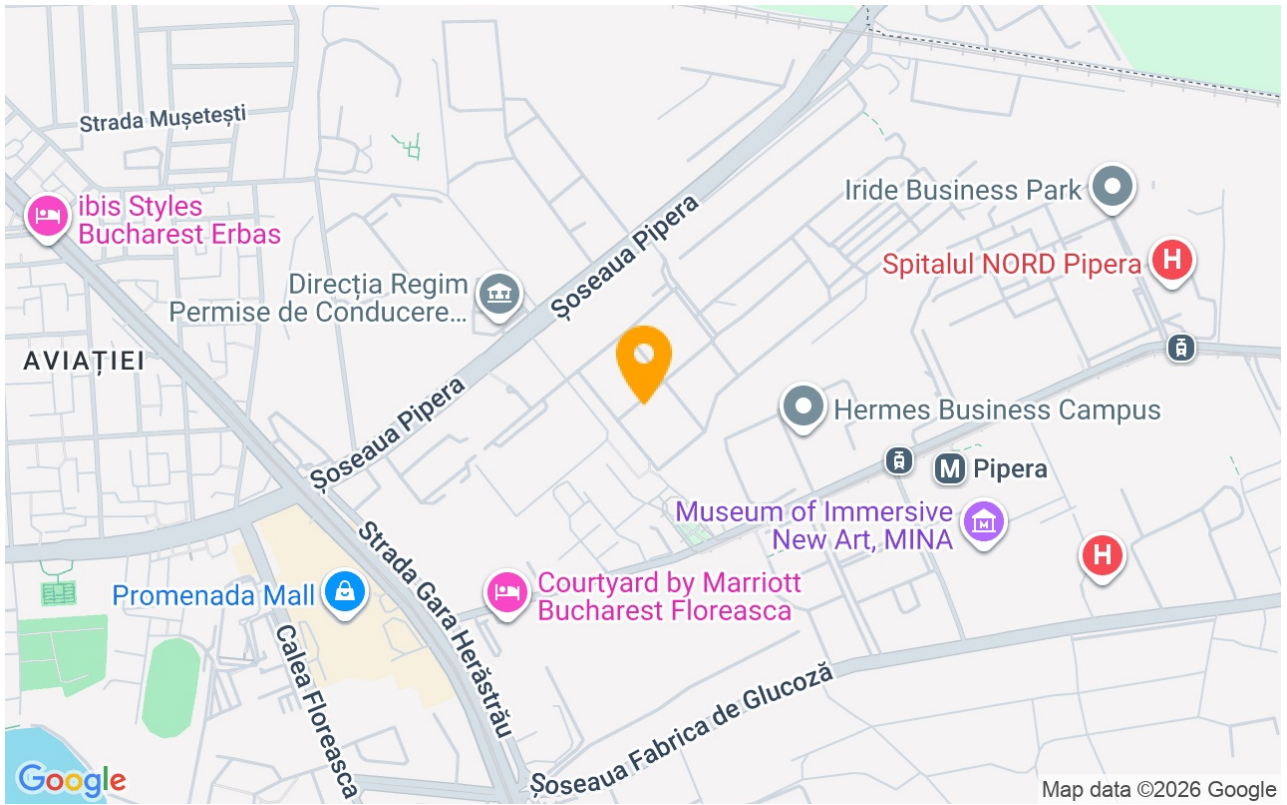 Strada Mușetești
ibis Styles
Bucharest Erbas
Iride Business Park
Șoseaua Pipera
Spitalul NORD Pipera
H
Direcția Regim
Permise de Conducere...
AVIAȚIEI
Șoseaua Pipera
Hermes Business Campus
M Pipera
Museum of Immersive
New Art, MINA
H
Strada Gara Herăstrău
Promenada Mall
Courtyard by Marriott
Bucharest Floreasca
Calea Floreasca
Șoseaua Fabrica de Glucoză
Google
Map data ©2026 Google